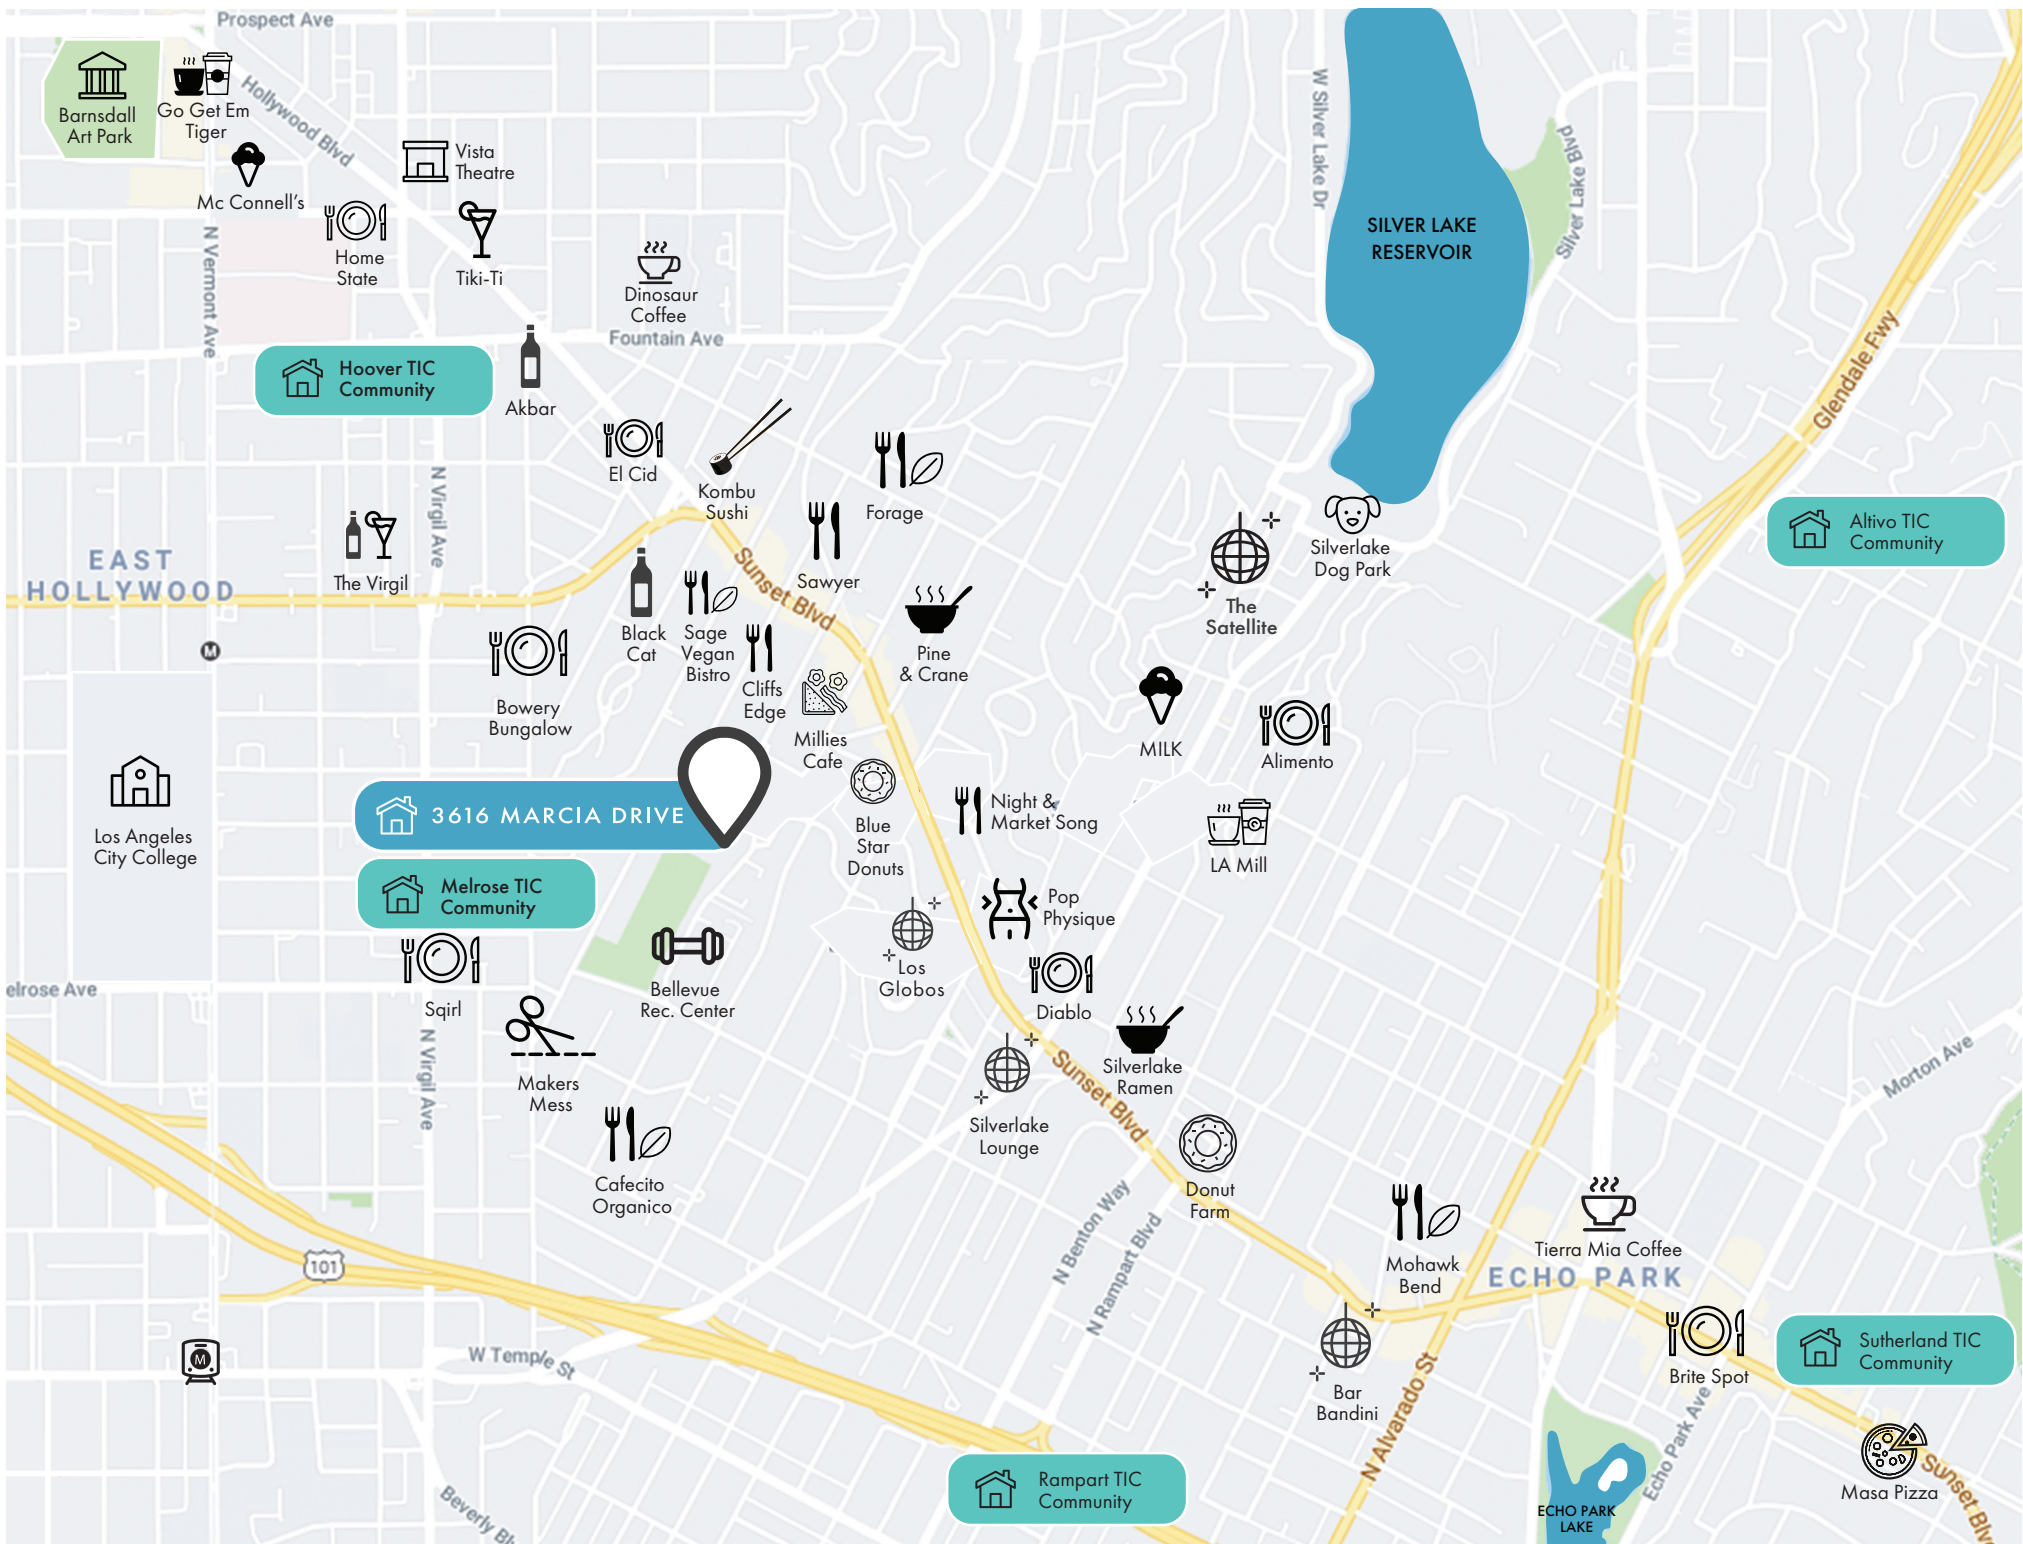 Prospect Ave
Barnsdall
Art Park
Go Get Em
Tiger
Hollywood Blvd
Mc Connell's
Vista
Theatre
Home
State
Tiki-Ti
N Vermont Ave
Dinosaur
Coffee
Fountain Ave
W Silver Lake Dr
SILVER LAKE
RESERVOIR
Silver Lake Blvd
Glendale Fwy
Hoover TIC
Community
Akbar
El Cid
Kombu
Sushi
Forage
N Virgil Ave
The Virgil
EAST
HOLLYWOOD
Sunset Blvd
Sawyer
Silverlake
Dog Park
The
Satellite
Altivo TIC
Community
Black
Cat
Sage
Vegan
Bistro
Cliffs
Edge
Pine
& Crane
M
Bowery
Bungalow
Millies
Cafe
MILK
Alimento
3616 MARCIA DRIVE
Los Angeles
City College
Blue
Star
Donuts
Night &
Market Song
LA Mill
Melrose TIC
Community
Pop
Physique
Sqirl
elrose Ave
Bellevue
Rec. Center
Los
Globos
Diablo
Makers
Mess
N Virgil Ave
Silverlake
Lounge
Sunset Blvd
Silverlake
Ramen
Morton Ave
Cafecito
Organico
Donut
Farm
N Benton Way
N Rampart Blvd
Mohawk
Bend
Tierra Mia Coffee
ECHO PARK
101
M
W Temple St
Bar
Bandini
N Alvarado St
Brite Spot
Sutherland TIC
Community
Echo Park Ave
Masa Pizza
Sunset Blv
Rampart TIC
Community
Beverly Bl
ECHO PARK
LAKE